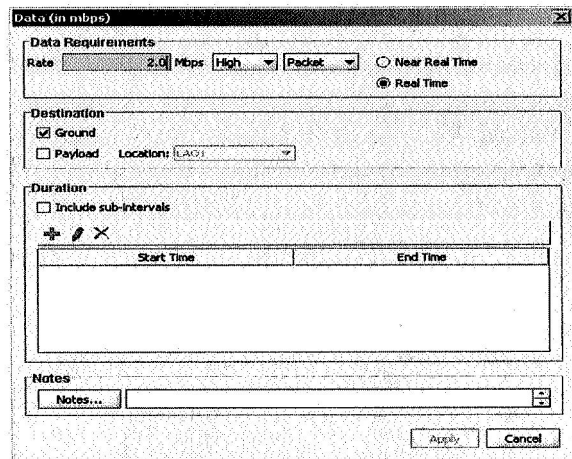 Data (in mbps)
Data Requirements
Rate 2.0 Mbps High Packet Near Real Time
Real Time
Destination
Ground
Payload Location: LAO1
Duration
Include sub-intervals
Start Time End Time
Notes
Notes...
Apply Cancel